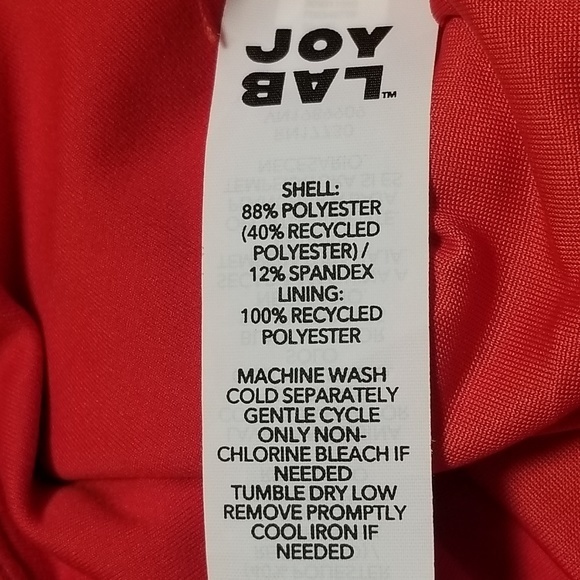 JOY
LAB™
SHELL:
88% POLYESTER
(40% RECYCLED
POLYESTER) /
12% SPANDEX
LINING:
100% RECYCLED
POLYESTER
MACHINE WASH
COLD SEPARATELY
GENTLE CYCLE
ONLY NON-
CHLORINE BLEACH IF
NEEDED
TUMBLE DRY LOW
REMOVE PROMPTLY
COOL IRON IF
NEEDED